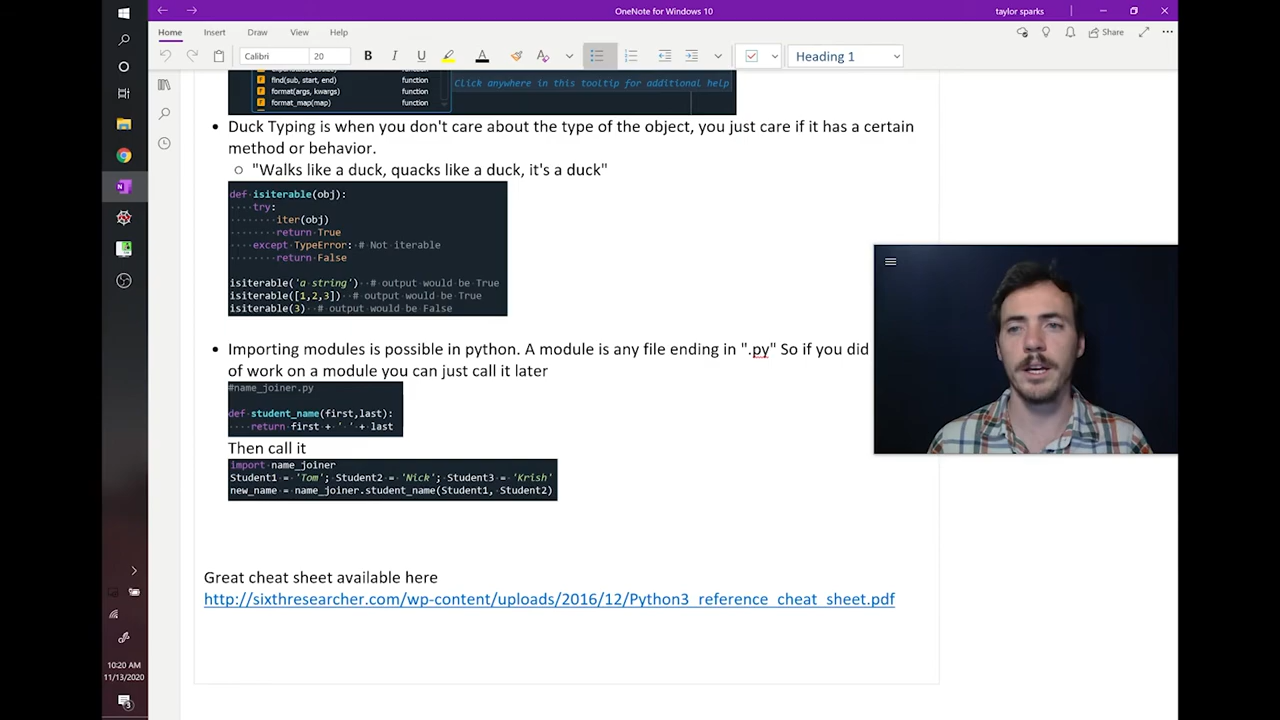 OneNote for Windows 10
taylor sparks
Home
Insert
Draw
View
Help
Share
Calibri
20
B
I
U
A
Heading 1
function
find(sub, start, end) function
format(args, kwargs) function
format_map(map) function
Click anywhere in this tooltip for additional help
Duck Typing is when you don't care about the type of the object, you just care if it has a certain
method or behavior.
"Walks like a duck, quacks like a duck, it's a duck"
def isiterable(obj):
try:
iter(obj)
return True
except TypeError: # Not iterable
return False
isiterable('a string') # output would be True
isiterable([1,2,3]) # output would be True
isiterable(3) # output would be False
Importing modules is possible in python. A module is any file ending in ".py" So if you did
of work on a module you can just call it later
#name_joiner.py
def student_name(first,last):
return first + ' ' + last
Then call it
import name_joiner
Student1 = 'Tom'; Student2 = 'Nick'; Student3 = 'Krish'
new_name = name_joiner.student_name(Student1, Student2)
Great cheat sheet available here
http://sixthresearcher.com/wp-content/uploads/2016/12/Python3_reference_cheat_sheet.pdf
10:20 AM
11/13/2020
3